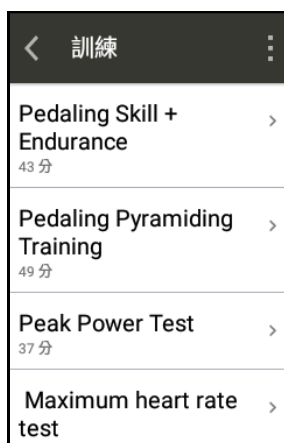 訓練
Pedaling Skill +
Endurance
43 分
Pedaling Pyramiding
Training
49 分
Peak Power Test
37 分
Maximum heart rate
test